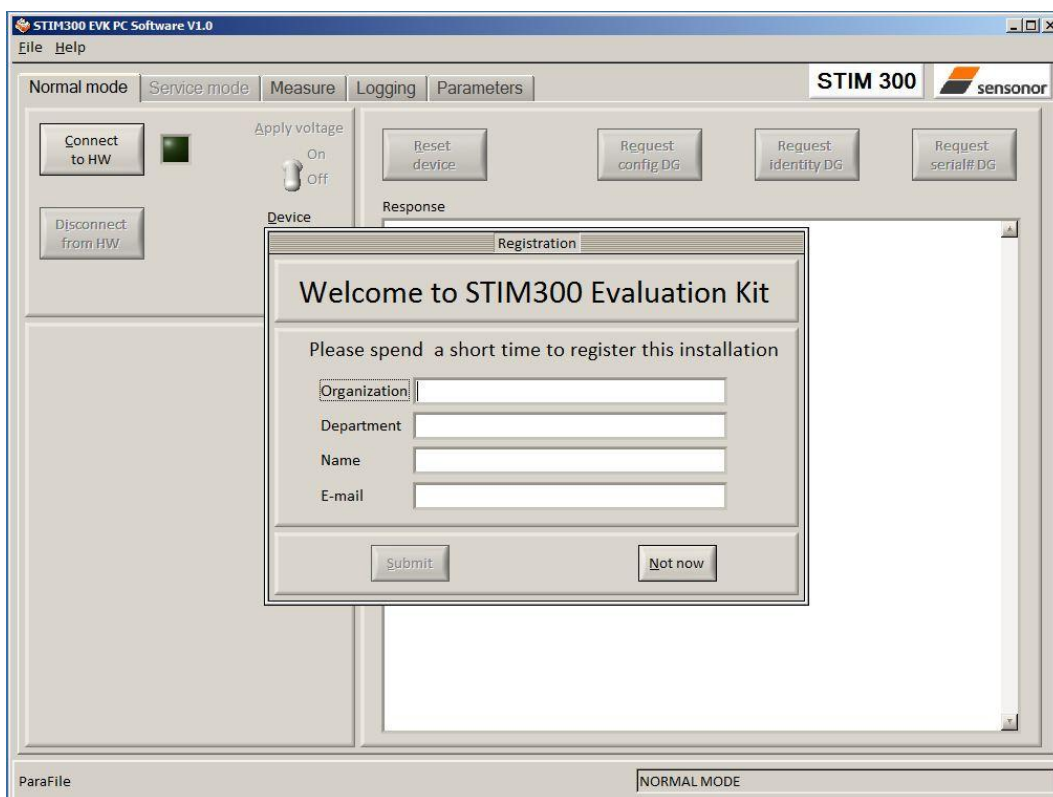 STIM300 EVK PC Software V1.0
File Help
Normal mode Service mode Measure Logging Parameters
STIM 300 sensonor
Connect
to HW
Apply voltage
On
Off
Reset
device
Request
config DG
Request
identity DG
Request
serial# DG
Disconnect
from HW
Device
Response
Registration
Welcome to STIM300 Evaluation Kit
Please spend a short time to register this installation
Organization
Department
Name
E-mail
Submit
Not now
ParaFile
NORMAL MODE